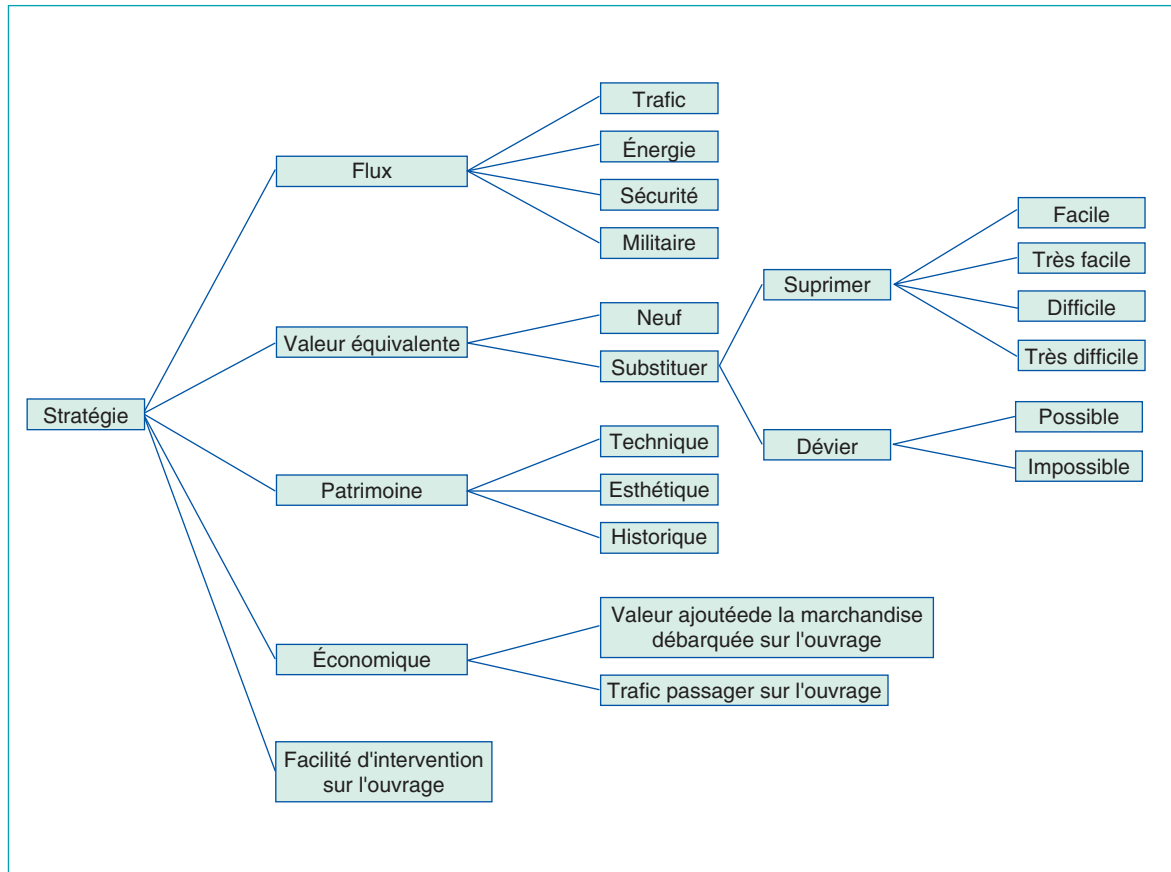 Trafic
Énergie
Flux
Sécurité
Facile
Militaire
Très facile
Suprimer
Neuf
Difficile
Valeur équivalente
Substituer
Très difficile
Stratégie
Possible
Technique
Dévier
Impossible
Patrimoine
Esthétique
Historique
Valeur ajoutéede la marchandise
débarquée sur l'ouvrage
Économique
Trafic passager sur l'ouvrage
Facilité d'intervention
sur l'ouvrage